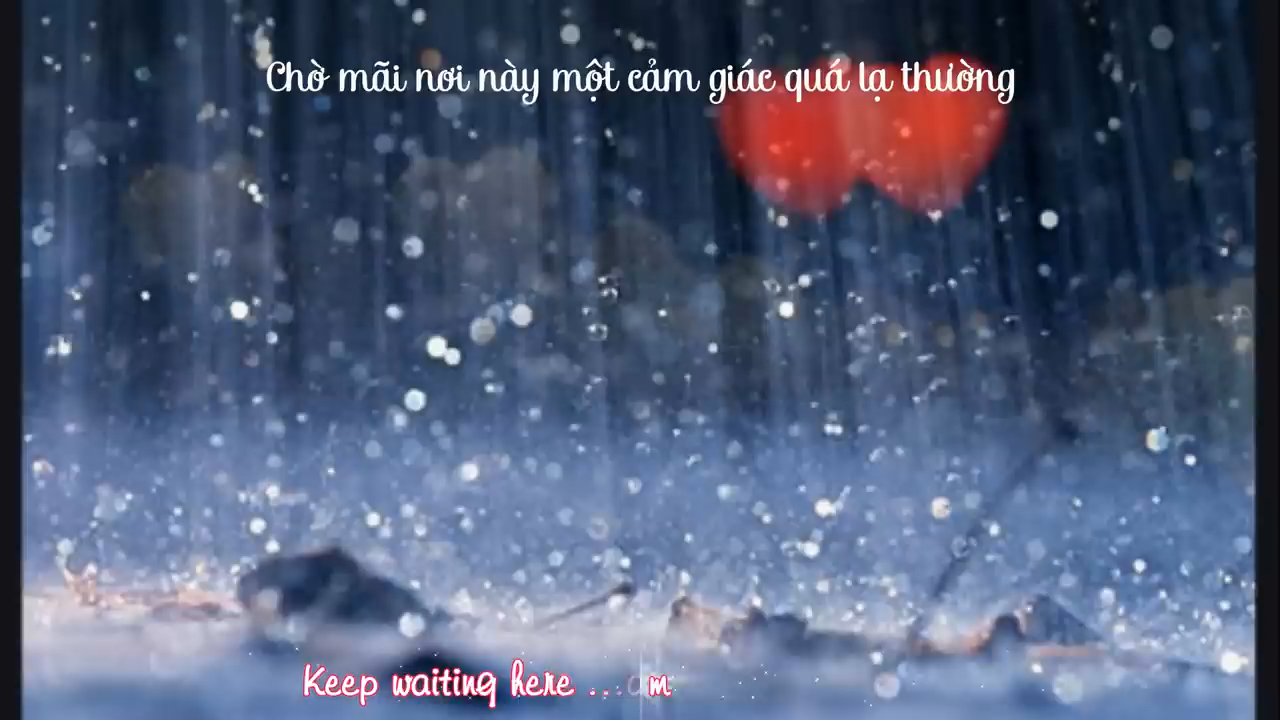 Chờ mãi nơi này một cảm giác quá lạ thường
Keep waiting here ...